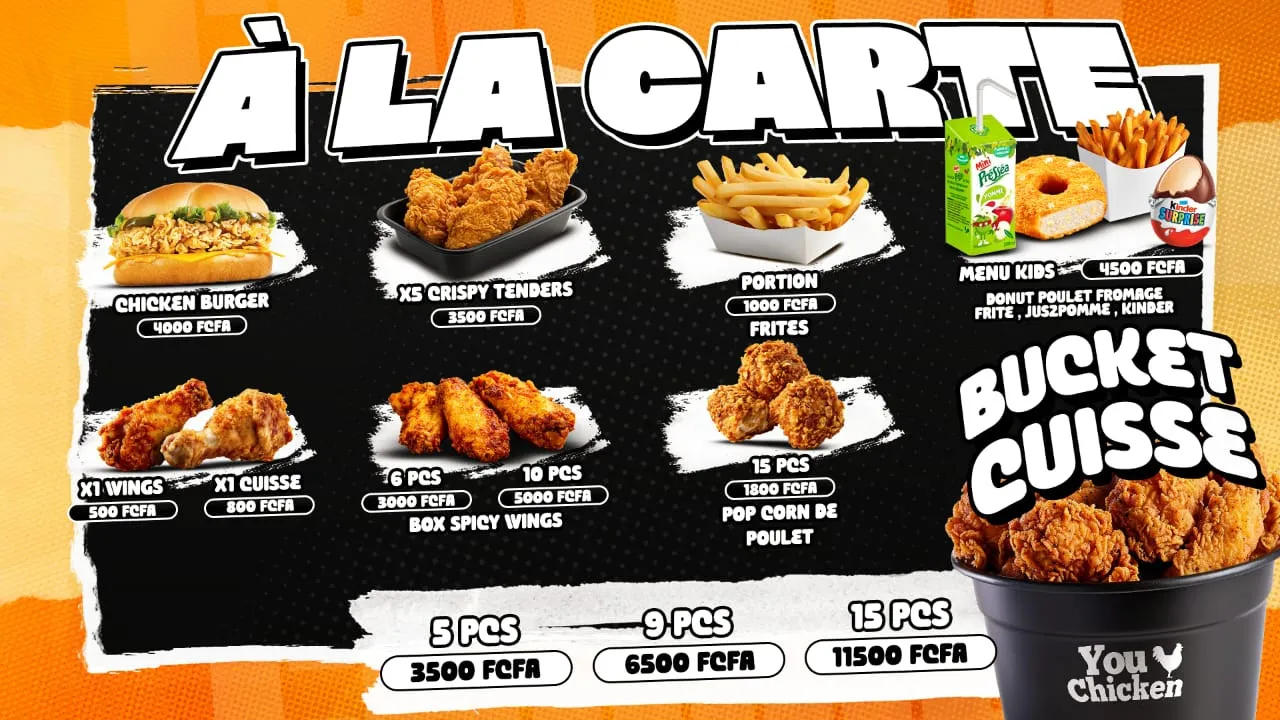 À LA CARTE
CHICKEN BURGER
4000 FCFA
X5 CRISPY TENDERS
3500 FCFA
PORTION
1000 FCFA
FRITES
Mini
Pressea
POMME
kinder
SURPRISE
MENU KIDS
4500 FCFA
DONUT POULET FROMAGE
FRITE , JUSZPOMME , KINDER
X1 WINGS
500 FCFA
X1 CUISSE
800 FCFA
6 PCS
3000 FCFA
10 PCS
5000 FCFA
BOX SPICY WINGS
15 PCS
1800 FCFA
POP CORN DE
POULET
BUCKET
CUISSE
5 PCS
3500 FCFA
9 PCS
6500 FCFA
15 PCS
11500 FCFA
You
Chicken